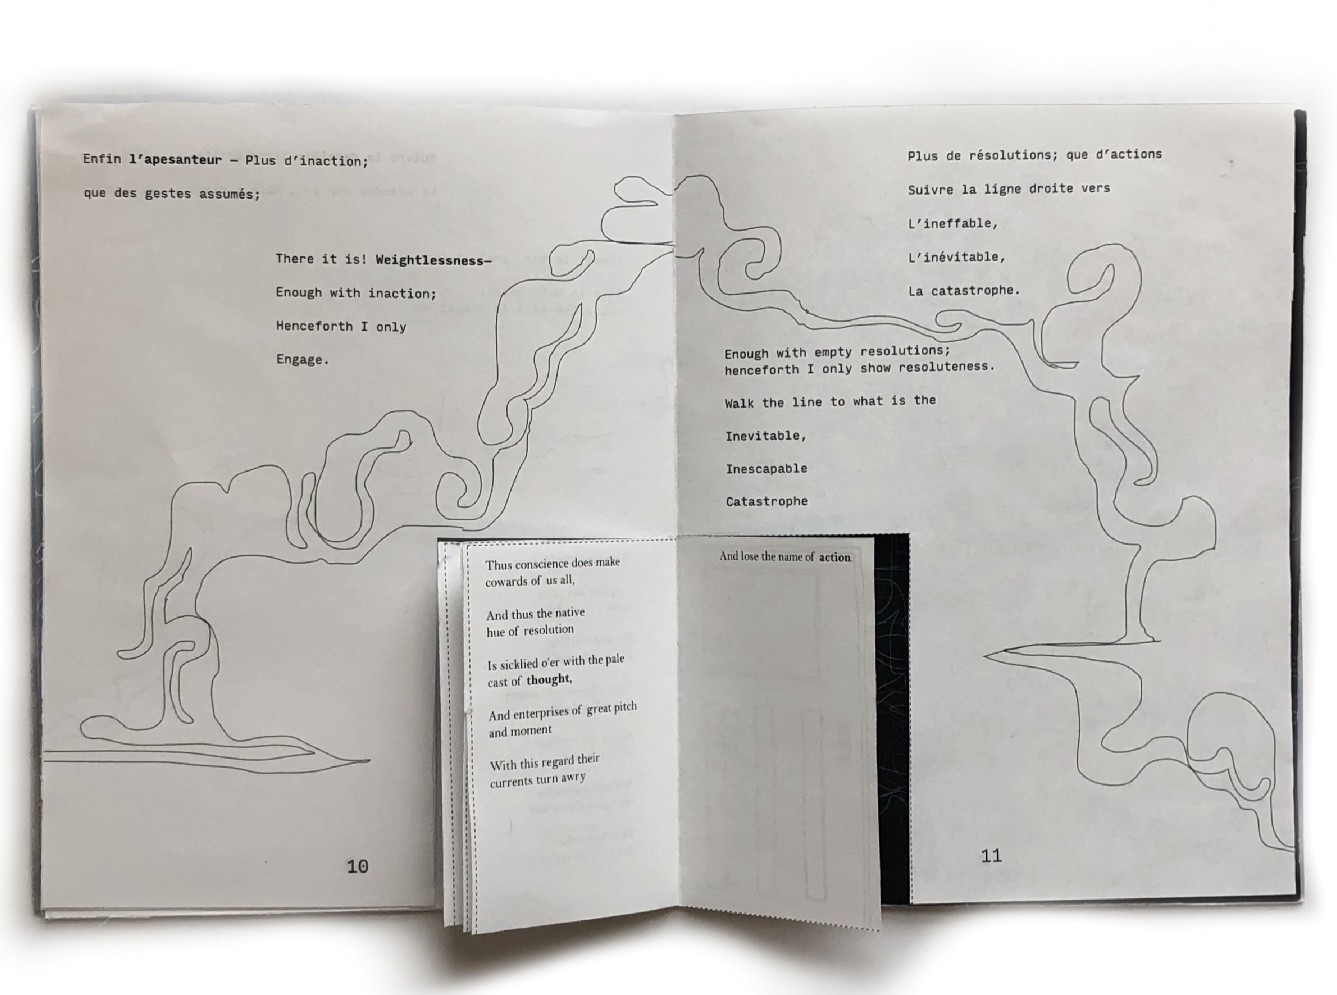 Enfin l'apesanteur — Plus d'inaction;
que des gestes assumés;
There it is! Weightlessness—
Enough with inaction;
Henceforth I only
Engage.
10
Plus de résolutions; que d'actions
Suivre la ligne droite vers
L'ineffable,
L'inévitable,
La catastrophe.
Enough with empty resolutions;
henceforth I only show resoluteness.
Walk the line to what is the
Inevitable,
Inescapable
Catastrophe
11
Thus conscience does make
cowards of us all,
And thus the native
hue of resolution
Is sicklied o'er with the pale
cast of thought,
And enterprises of great pitch
and moment
With this regard their
currents turn awry
And lose the name of action